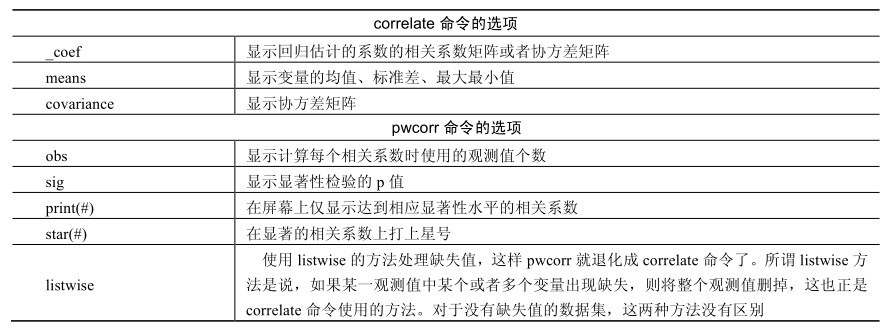 correlate 命令的选项
_coef 显示回归估计的系数的相关系数矩阵或者协方差矩阵
means 显示变量的均值、标准差、最大最小值
covariance 显示协方差矩阵
pwcorr 命令的选项
obs 显示计算每个相关系数时使用的观测值个数
sig 显示显著性检验的 p 值
print(#) 在屏幕上仅显示达到相应显著性水平的相关系数
star(#) 在显著的相关系数上打上星号
使用 listwise 的方法处理缺失值，这样 pwcorr 就退化成 correlate 命令了。所谓 listwise 方
listwise 法是说，如果某一观测值中某个或者多个变量出现缺失，则将整个观测值删掉，这也正是
correlate 命令使用的方法。对于没有缺失值的数据集，这两种方法没有区别